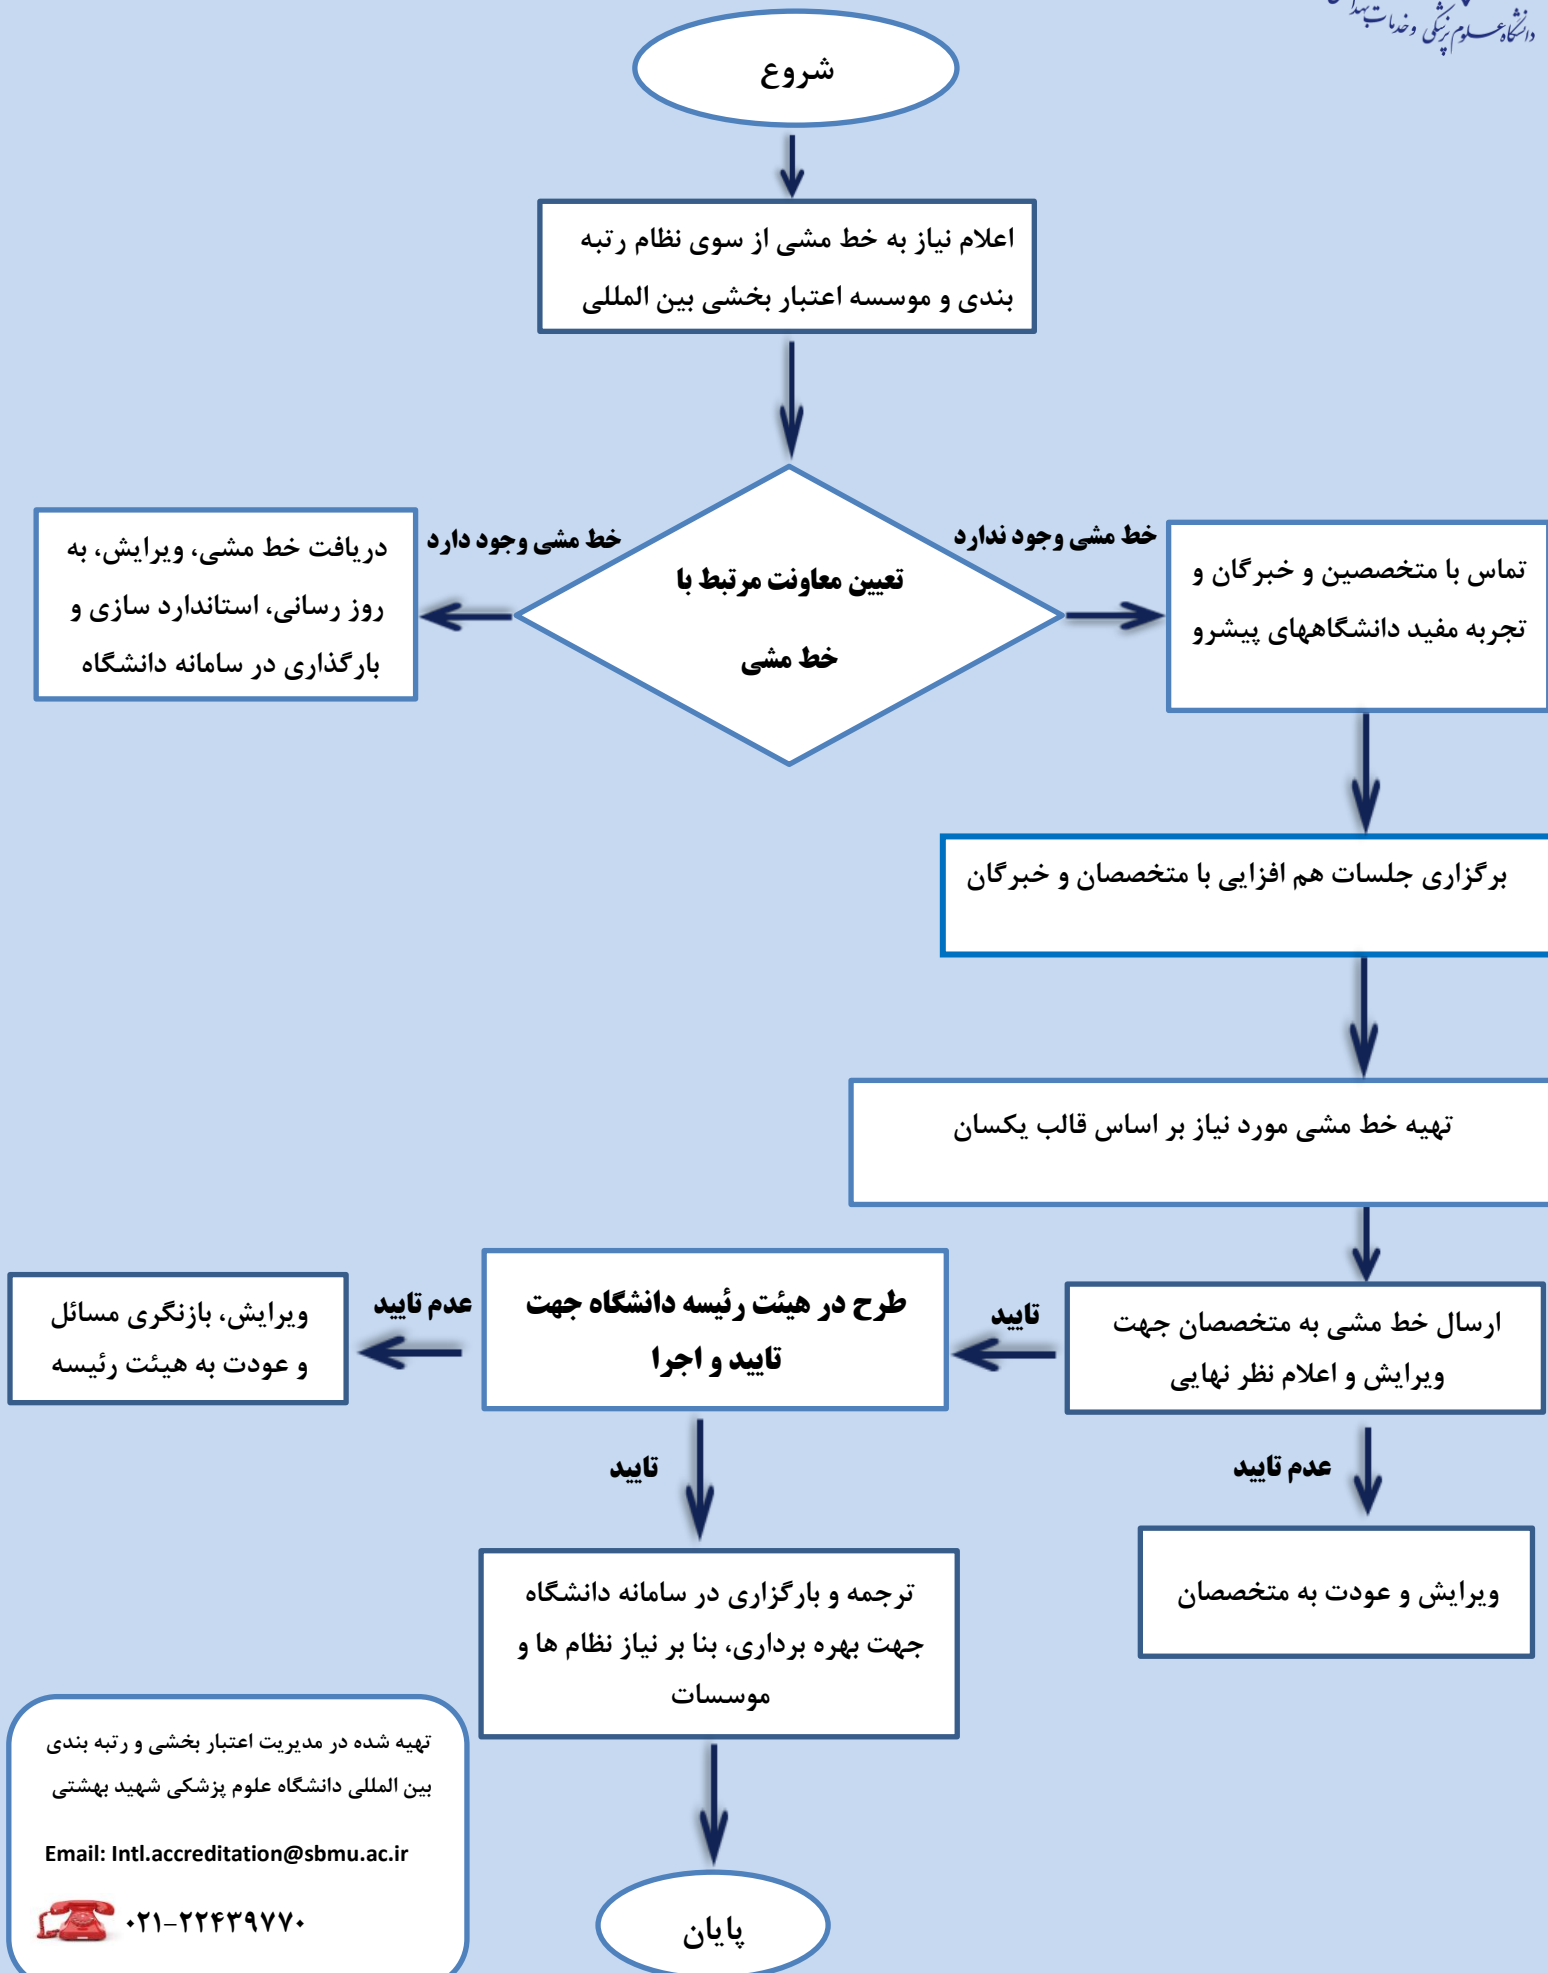 دانشگاه علوم پزشکی و خدمات
شروع
اعلام نیاز به خط مشی از سوی نظام رتبه
بندی و موسسه اعتبار بخشی بین المللی
خط مشی وجود ندارد
خط مشی وجود دارد
تعیین معاونت مرتبط با
خط مشی
تماس با متخصصین و خبرگان و
تجربه مفید دانشگاههای پیشرو
دریافت خط مشی، ویرایش، به
روز رسانی، استاندارد سازی و
بارگذاری در سامانه دانشگاه
برگزاری جلسات هم افزایی با متخصصان و خبرگان
تهیه خط مشی مورد نیاز بر اساس قالب یکسان
ارسال خط مشی به متخصصان جهت
ویرایش و اعلام نظر نهایی
تایید
طرح در هیئت رئیسه دانشگاه جهت
تایید و اجرا
عدم تایید
ویرایش، بازنگری مسائل
و عودت به هیئت رئیسه
عدم تایید
تایید
ویرایش و عودت به متخصصان
ترجمه و بارگزاری در سامانه دانشگاه
جهت بهره برداری، بنا بر نیاز نظام ها و
موسسات
پایان
تهیه شده در مدیریت اعتبار بخشی و رتبه بندی
بین المللی دانشگاه علوم پزشکی شهید بهشتی
Email: Intl.accreditation@sbmu.ac.ir
۰۲۱-۲۲۴۳۹۷۷۰